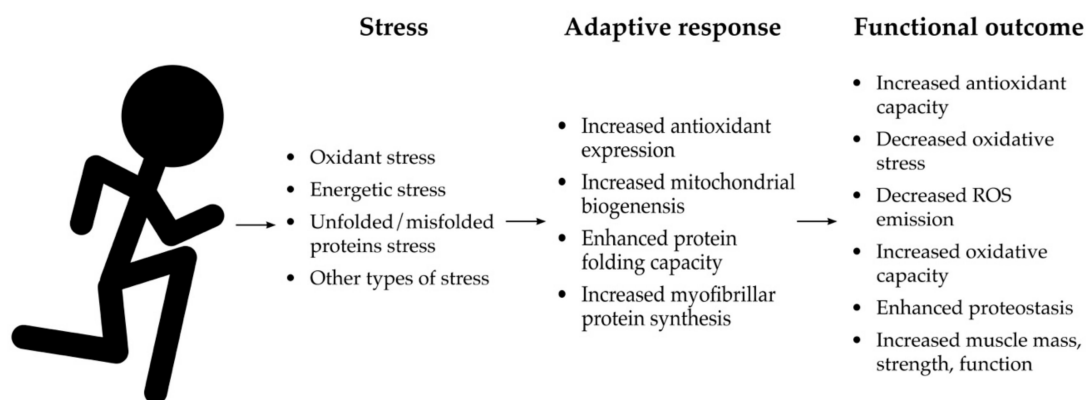 Stress
Adaptive response
Functional outcome
• Oxidant stress
• Energetic stress
• Unfolded/misfolded
proteins stress
• Other types of stress
• Increased antioxidant
expression
• Increased mitochondrial
biogenensis
• Enhanced protein
folding capacity
• Increased myofibrillar
protein synthesis
• Increased antioxidant
capacity
• Decreased oxidative
stress
• Decreased ROS
emission
• Increased oxidative
capacity
• Enhanced proteostasis
• Increased muscle mass,
strength, function